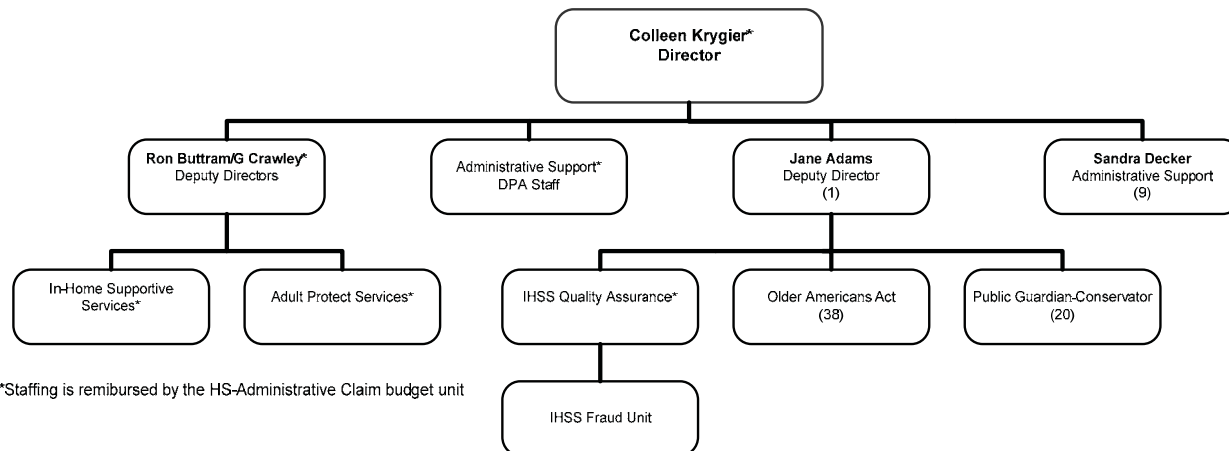 Colleen Krygier*
Director
Ron Buttram/G Crawley*
Deputy Directors
Administrative Support*
DPA Staff
Jane Adams
Deputy Director
(1)
Sandra Decker
Administrative Support
(9)
In-Home Supportive
Services*
Adult Protect Services*
IHSS Quality Assurance*
Older Americans Act
(38)
Public Guardian-Conservator
(20)
*Staffing is remibursed by the HS-Administrative Claim budget unit
IHSS Fraud Unit